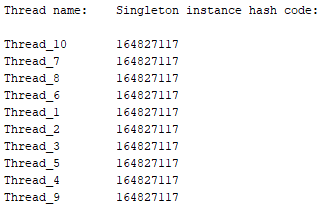 Thread name:    Singleton instance hash code:
Thread_10       164827117
Thread_7        164827117
Thread_8        164827117
Thread_6        164827117
Thread_1        164827117
Thread_2        164827117
Thread_3        164827117
Thread_5        164827117
Thread_4        164827117
Thread_9        164827117